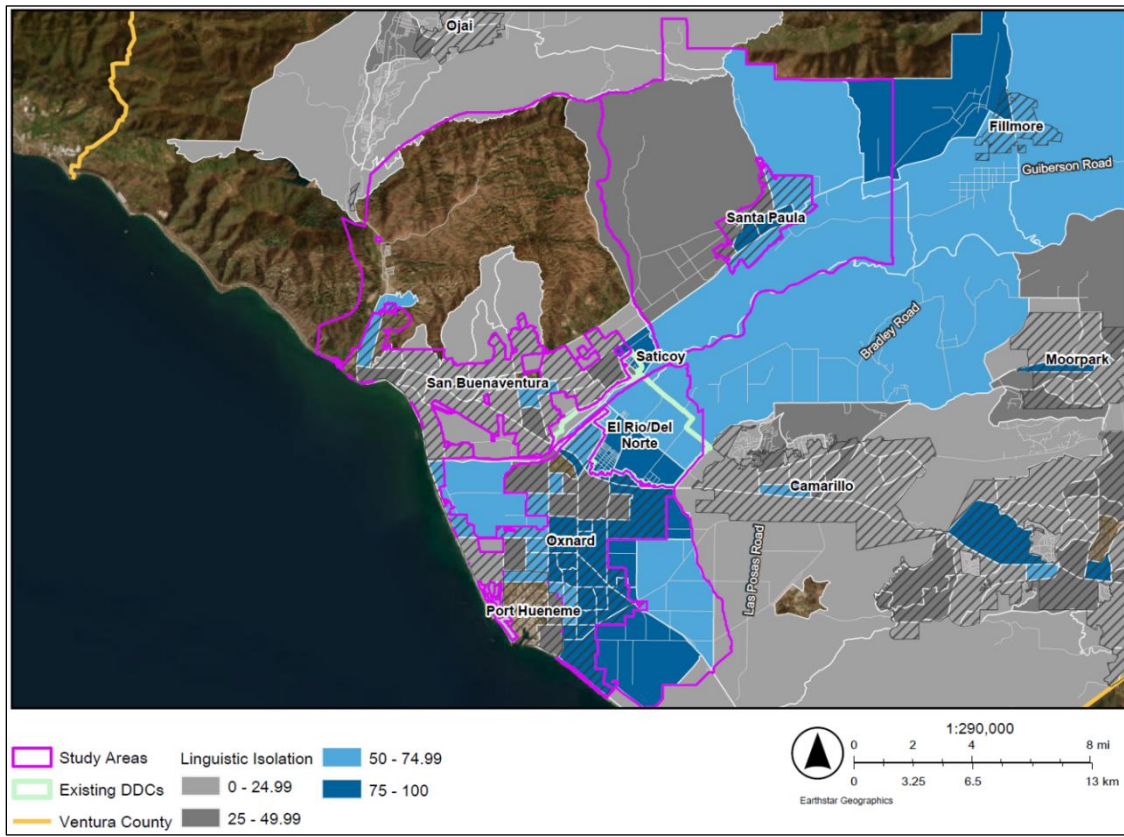 Ojai
Fillmore
Guiberson Road
Santa Paula
Bradley Road
Saticoy
Moorpark
San Buenaventura
El Rio/Del
Norte
Camarillo
Las Posas Road
Oxnard
Port Hueneme
Study Areas
Existing DDCs
Ventura County
Linguistic Isolation
0 - 24.99
25 - 49.99
50 - 74.99
75 - 100
1:290,000
0 2 4 8 mi
0 3.25 6.5 13 km
Earthstar Geographics